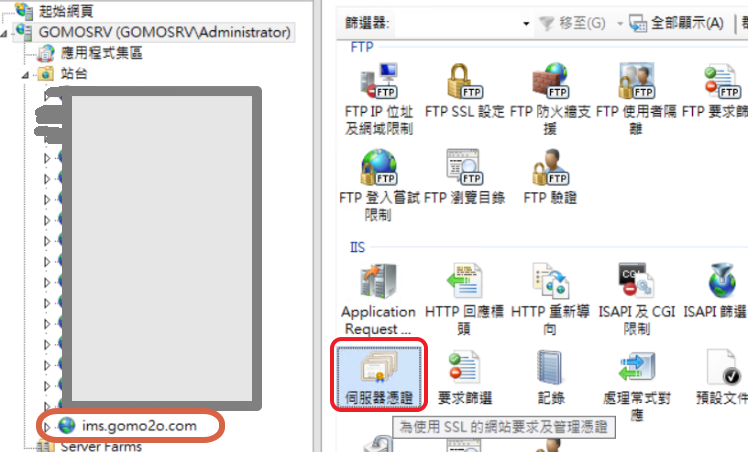 起始網頁
GOMOSRV (GOMOSRV\Administrator)
應用程式集區
站台
ims.gomo2o.com
Server Farms
篩選器:
移至(G)
全部顯示(A)
FTP
FTP IP 位址
及網域限制
FTP SSL 設定
FTP 防火牆支
援
FTP 使用者隔
離
FTP 要求篩
FTP 登入嘗試
限制
FTP 瀏覽目錄
FTP 驗證
IIS
Application
Request ...
HTTP 回應標
頭
HTTP 重新導
向
ISAPI 及 CGI
限制
ISAPI 篩選
伺服器憑證
要求篩選
記錄
處理常式對
應
預設文件
為使用 SSL 的網站要求及管理憑證